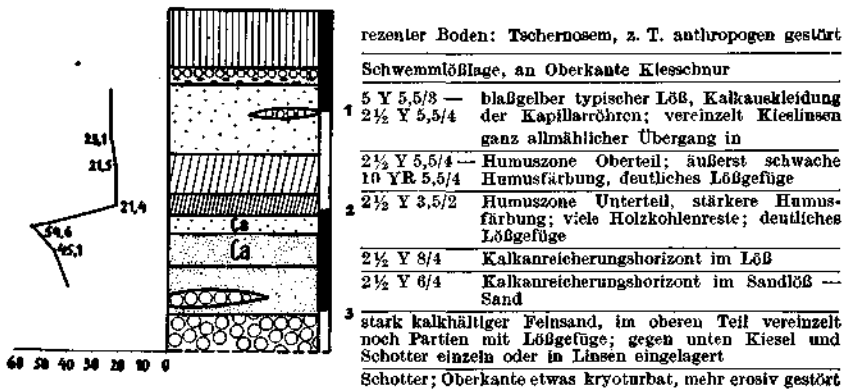 rezenter Boden: Tschernosem, z. T. anthropogen gestört
Schwemmlößlage, an Oberkante Kiesschnur
5 Y 5,5/3 — blaßgelber typischer Löß, Kalkauskleidung
1 2½ Y 5,5/4 der Kapillarröhren; vereinzelt Kieslinsen
ganz allmählicher Übergang in
2½ Y 5,5/4 — Humuszone Oberteil; äußerst schwache
10 YR 5,5/4 Humusfärbung, deutliches Lößgefüge
2 2½ Y 3,5/2 Humuszone Unterteil, stärkere Humus-
färbung; viele Holzkohlenreste; deutliches
Lößgefüge
2½ Y 8/4 Kalkanreicherungshorizont im Löß
2½ Y 6/4 Kalkanreicherungshorizont im Sandlöß —
Sand
3
stark kalkhältiger Feinsand, im oberen Teil vereinzelt
noch Partien mit Lößgefüge; gegen unten Kiesel und
Schotter einzeln oder in Linsen eingelagert
Schotter; Oberkante etwas kryoturbat, mehr erosiv gestört
23,1
21,5
21,4
54,6
45,1
Ca
Ca
60 50 40 30 20 10 0